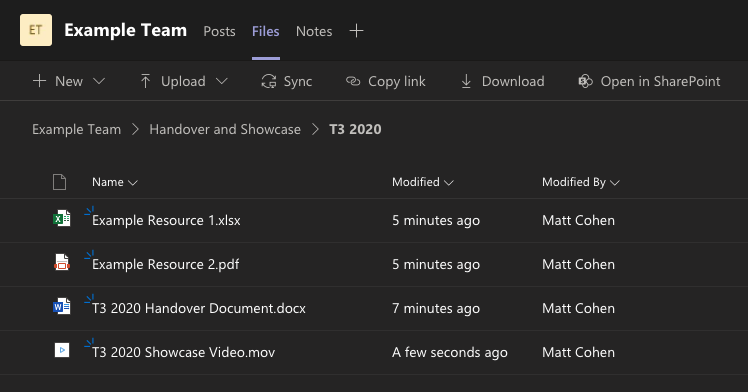 ET Example Team Posts Files Notes
New Upload Sync Copy link Download Open in SharePoint
Example Team Handover and Showcase T3 2020
Name Modified Modified By
Example Resource 1.xlsx 5 minutes ago Matt Cohen
Example Resource 2.pdf 5 minutes ago Matt Cohen
T3 2020 Handover Document.docx 7 minutes ago Matt Cohen
T3 2020 Showcase Video.mov A few seconds ago Matt Cohen